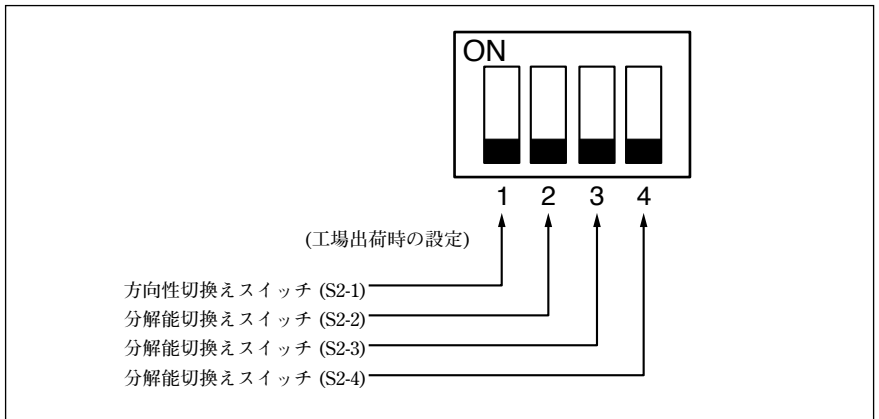 ON
1 2 3 4
(工場出荷時の設定)
方向性切換えスイッチ (S2-1)
分解能切換えスイッチ (S2-2)
分解能切換えスイッチ (S2-3)
分解能切換えスイッチ (S2-4)